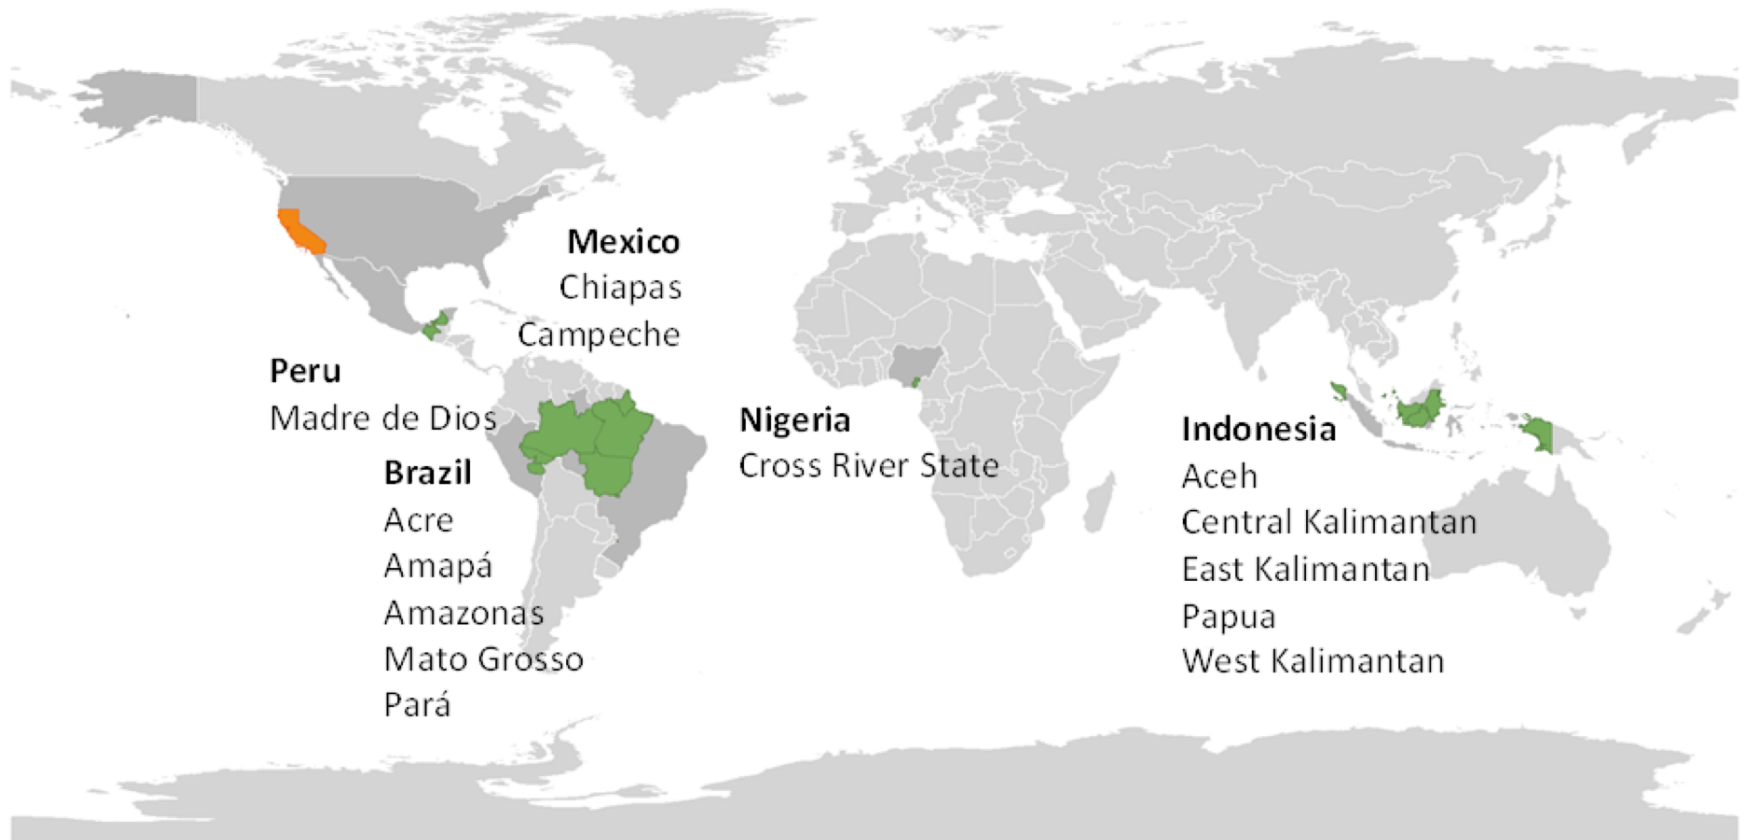 Mexico
Chiapas
Campeche
Peru
Madre de Dios
Brazil
Acre
Amapá
Amazonas
Mato Grosso
Pará
Nigeria
Cross River State
Indonesia
Aceh
Central Kalimantan
East Kalimantan
Papua
West Kalimantan